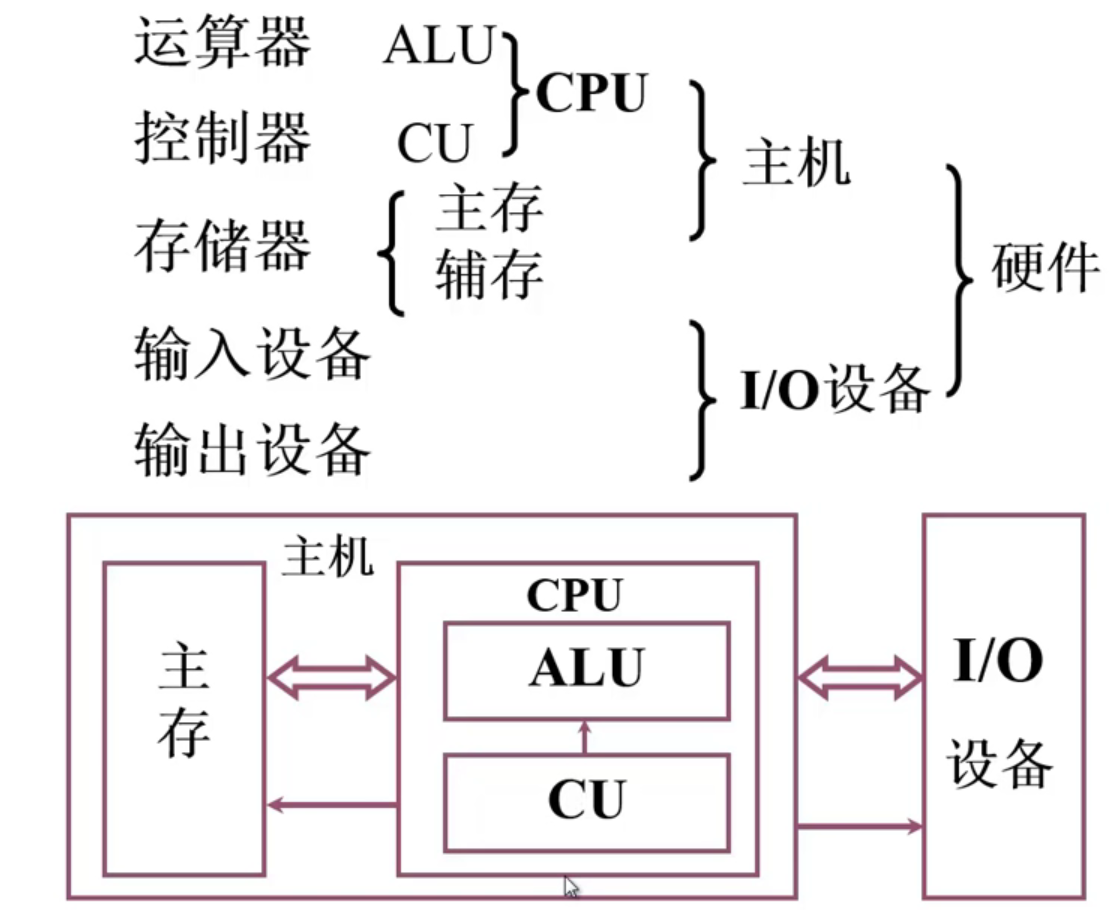 运算器 ALU
CPU
控制器 CU
主机
存储器 主存
辅存
硬件
输入设备
I/O设备
输出设备
主机
CPU
主存
ALU
CU
I/O
设备